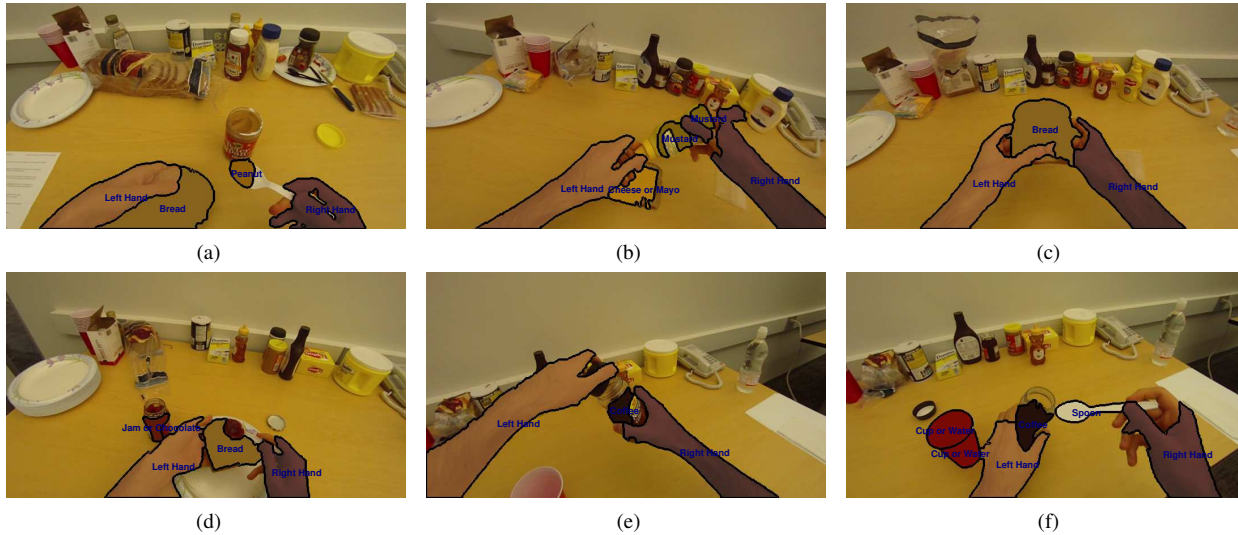 Peanut
Left Hand
Bread
Right Hand
(a)
Mustard
Mustard
Left Hand
Cheese or Mayo
Right Hand
(b)
Bread
Left Hand
Right Hand
(c)
Jam or Chocolate
Bread
Left Hand
Right Hand
(d)
Coffee
Left Hand
Right Hand
(e)
Spoon
Coffee
Cup or Water
Cup or Water
Left Hand
Right Hand
(f)